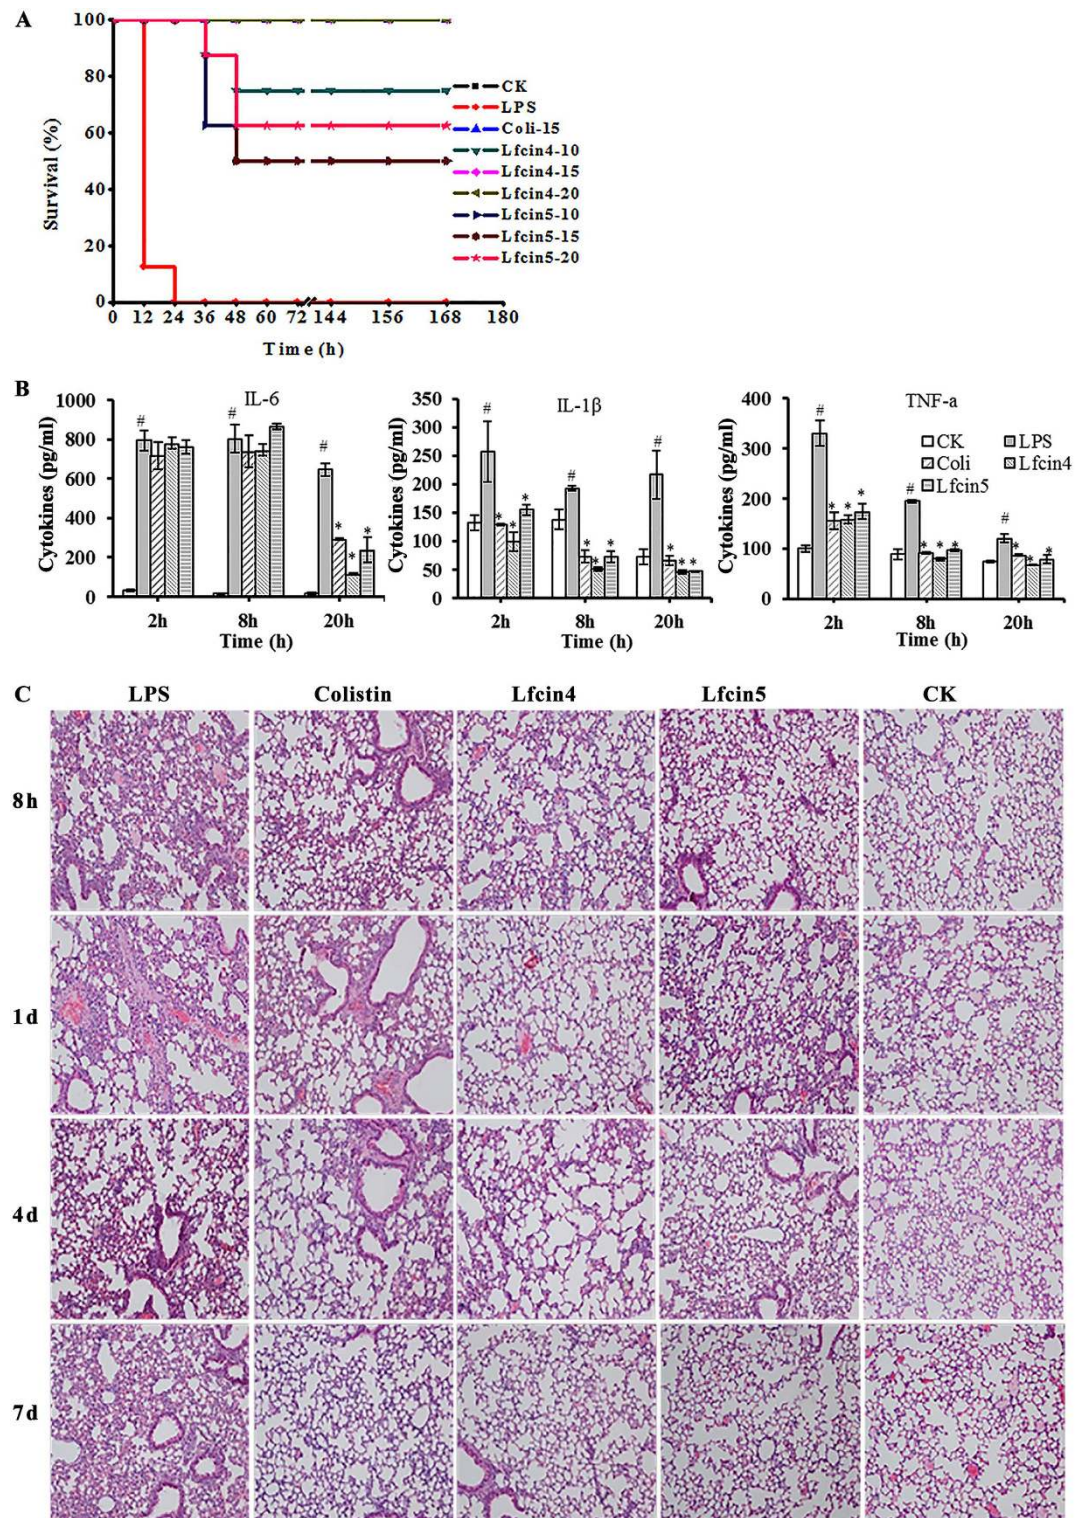 A
100
80
60
40
20
0
Survival (%)
0 12 24 36 48 60 72 144 156 168 180
Time (h)
CK
LPS
Coli-15
Lfcin4-10
Lfcin4-15
Lfcin4-20
Lfcin5-10
Lfcin5-15
Lfcin5-20
B
IL-6
Cytokines (pg/ml)
1000
800
600
400
200
0
# # #
* * *
2h 8h 20h
Time (h)
IL-1β
Cytokines (pg/ml)
350
300
250
200
150
100
50
0
# # #
* * * * * * * * *
2h 8h 20h
Time (h)
TNF-a
Cytokines (pg/ml)
400
300
200
100
0
CK LPS
Coli Lfcin4
Lfcin5
# # #
* * * * * * * * *
2h 8h 20h
Time (h)
C
LPS Colistin Lfcin4 Lfcin5 CK
8h
1d
4d
7d